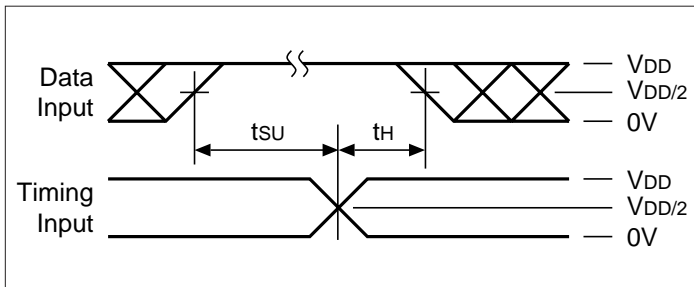 Data
Input
VDD
VDD/2
0V
tSU
tH
Timing
Input
VDD
VDD/2
0V